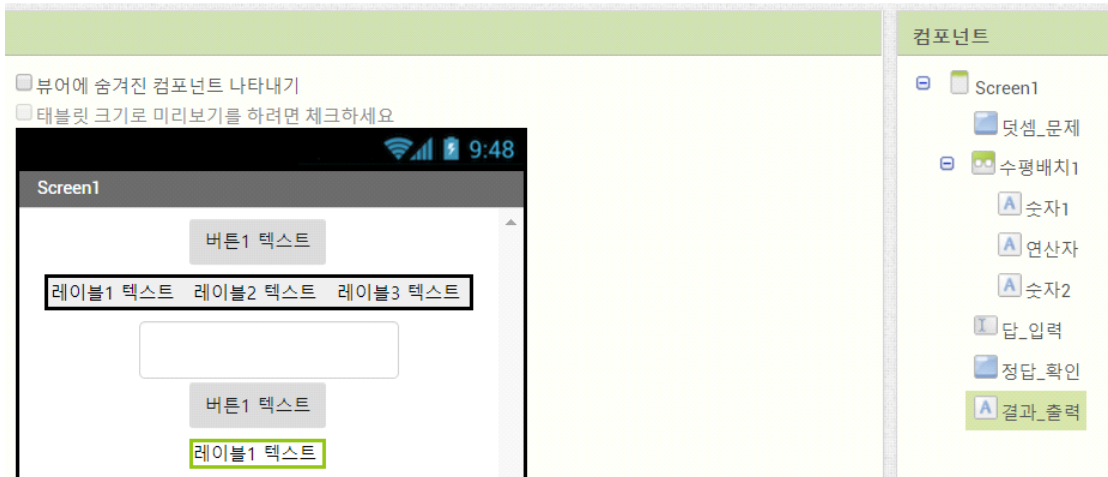 뷰어에 숨겨진 컴포넌트 나타내기
태블릿 크기로 미리보기를 하려면 체크하세요
9:48
Screen1
버튼1 텍스트
레이블1 텍스트 레이블2 텍스트 레이블3 텍스트
버튼1 텍스트
레이블1 텍스트
컴포넌트
Screen1
덧셈_문제
수평배치1
A 숫자1
A 연산자
A 숫자2
답_입력
정답_확인
A 결과_출력